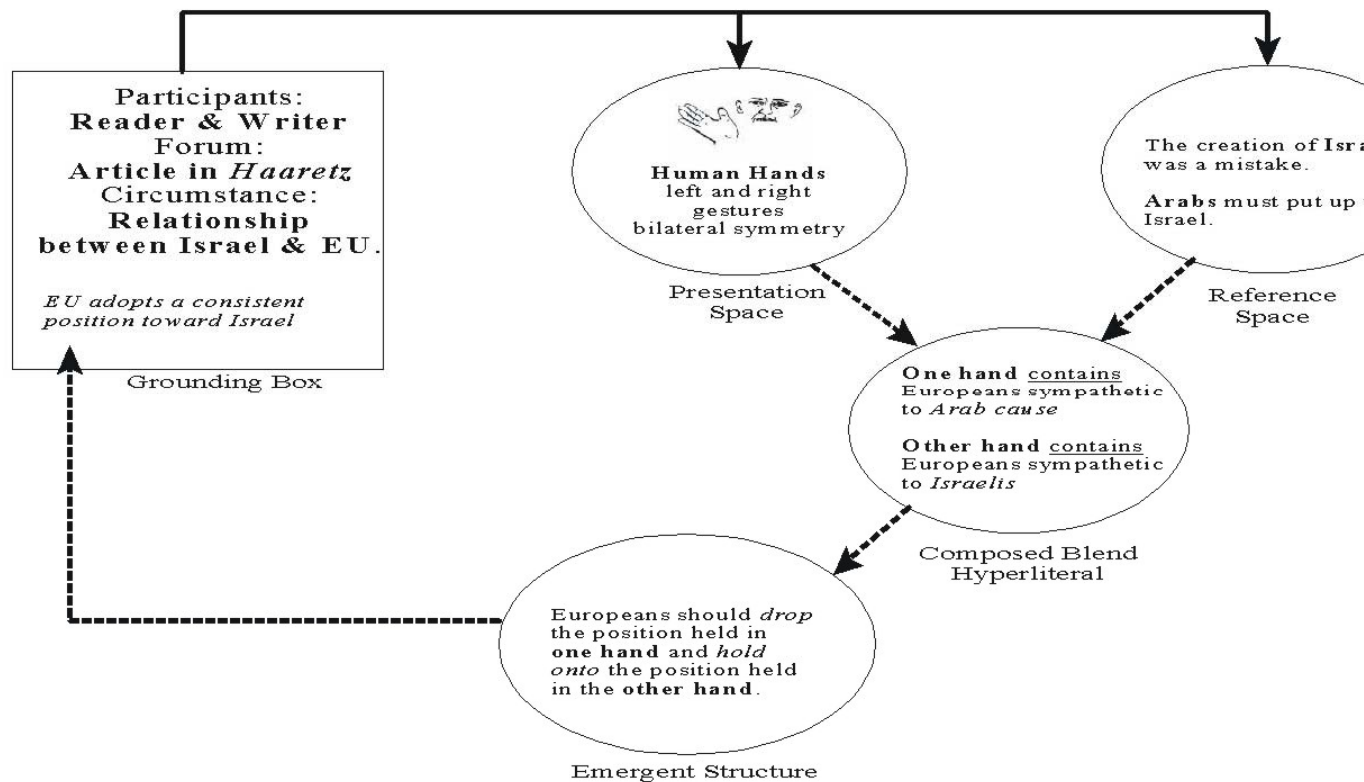 Participants:
Reader & Writer
Forum:
Article in Haaretz
Circumstance:
Relationship
between Israel & EU.
EU adopts a consistent
position toward Israel
Grounding Box
Human Hands
left and right
gestures
bilateral symmetry
Presentation
Space
The creation of
was a mistake.
Arabs must put up
Israel.
Reference
Space
One hand contains
Europeans sympathetic
to Arab cause
Other hand contains
Europeans sympathetic
to Israelis
Composed Blend
Hyperliteral
Europeans should drop
the position held in
one hand and hold
onto the position held
in the other hand.
Emergent Structure